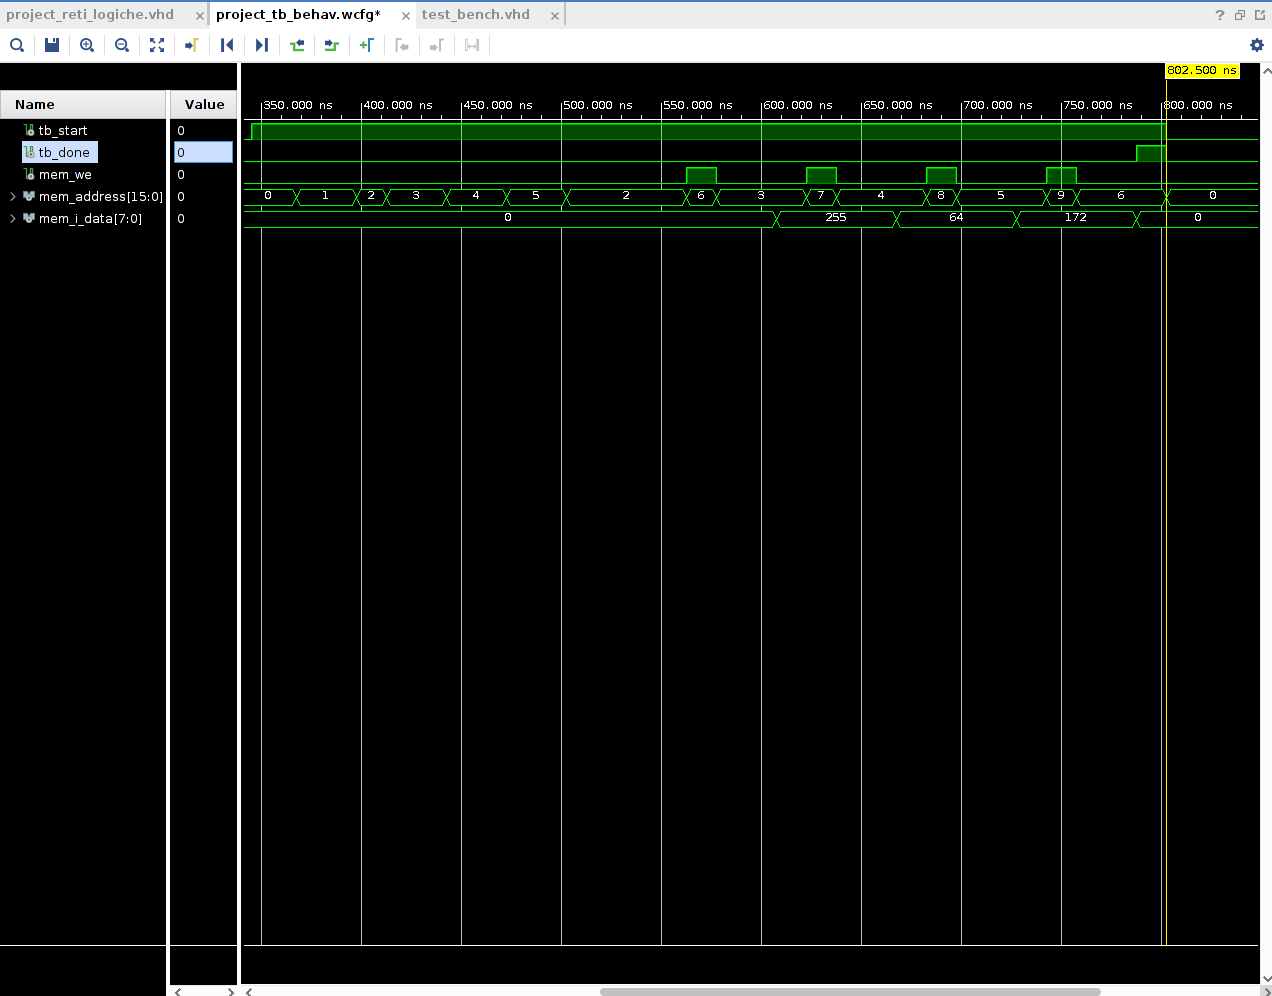 project_reti_logiche.vhd × project_tb_behav.wcfg* × test_bench.vhd ×
?
802.500 ns
Name Value
350.000 ns 400.000 ns 450.000 ns 500.000 ns 550.000 ns 600.000 ns 650.000 ns 700.000 ns 750.000 ns 800.000 ns
tb_start 0
tb_done 0
mem_we 0
mem_address[15:0] 0 0 1 2 3 4 5 2 6 3 7 4 8 5 9 6 0
mem_i_data[7:0] 0 0 255 64 172 0